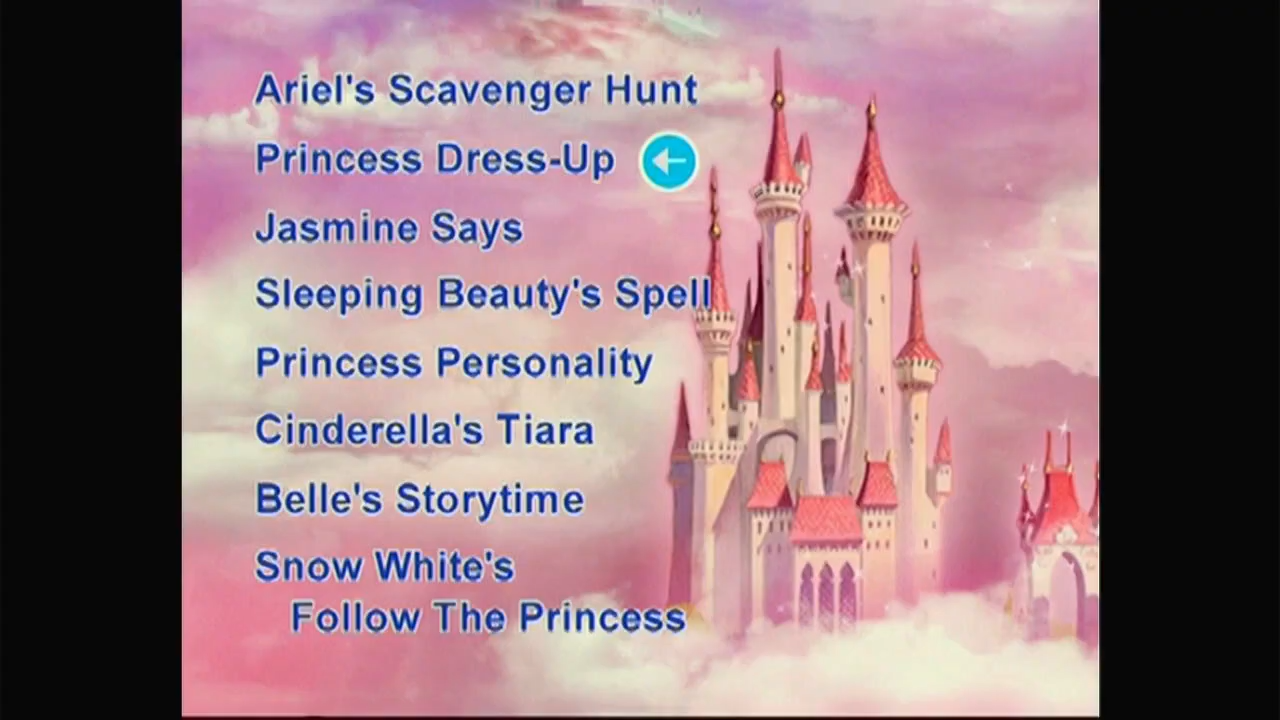 Ariel's Scavenger Hunt
Princess Dress-Up
Jasmine Says
Sleeping Beauty's Spell
Princess Personality
Cinderella's Tiara
Belle's Storytime
Snow White's
Follow The Princess